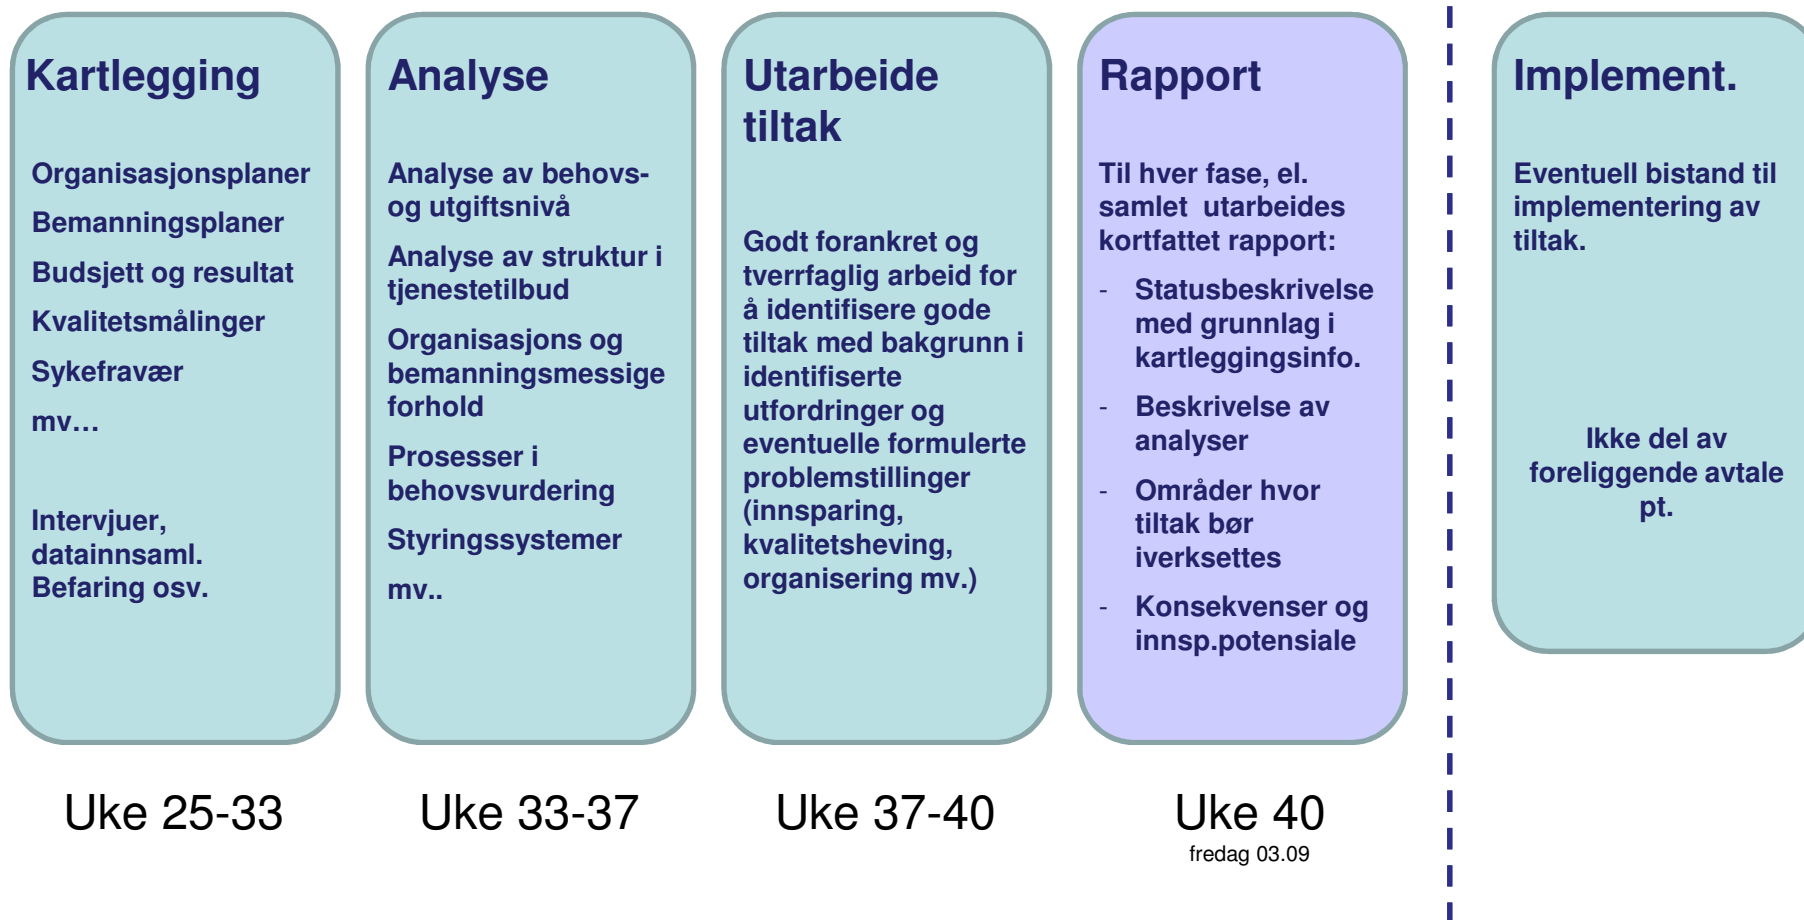 Kartlegging
Organisasjonsplaner
Bemanningsplaner
Budsjett og resultat
Kvalitetsmålinger
Sykefravær
mv…
Intervjuer,
datainnsaml.
Befaring osv.
Uke 25-33
Analyse
Analyse av behovs-
og utgiftsnivå
Analyse av struktur i
tjenestetilbud
Organisasjons og
bemanningsmessige
forhold
Prosesser i
behovsvurdering
Styringssystemer
mv..
Uke 33-37
Utarbeide
tiltak
Godt forankret og
tverrfaglig arbeid for
å identifisere gode
tiltak med bakgrunn i
identifiserte
utfordringer og
eventuelle formulerte
problemstillinger
(innsparing,
kvalitetsheving,
organisering mv.)
Uke 37-40
Rapport
Til hver fase, el.
samlet utarbeides
kortfattet rapport:
- Statusbeskrivelse
med grunnlag i
kartleggingsinfo.
- Beskrivelse av
analyser
- Områder hvor
tiltak bør
iverksettes
- Konsekvenser og
innsp.potensiale
Uke 40
fredag 03.09
Implement.
Eventuell bistand til
implementering av
tiltak.
Ikke del av
foreliggende avtale
pt.